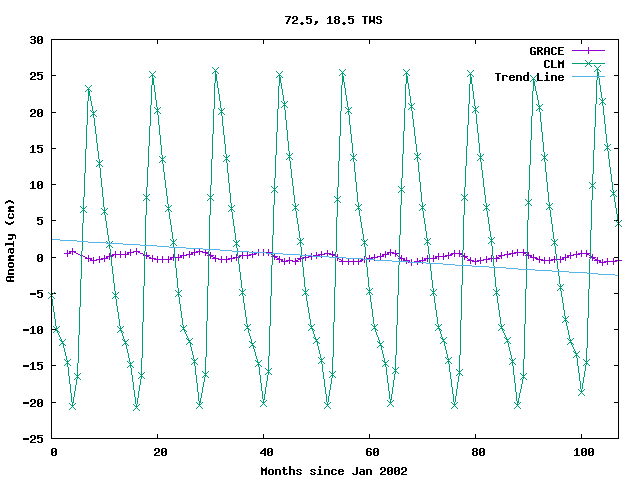 72.5, 18.5 TWS
GRACE
CLM
Trend Line
30
25
20
15
10
5
0
-5
-10
-15
-20
-25
Anomaly (cm)
0 20 40 60 80 100
Months since Jan 2002